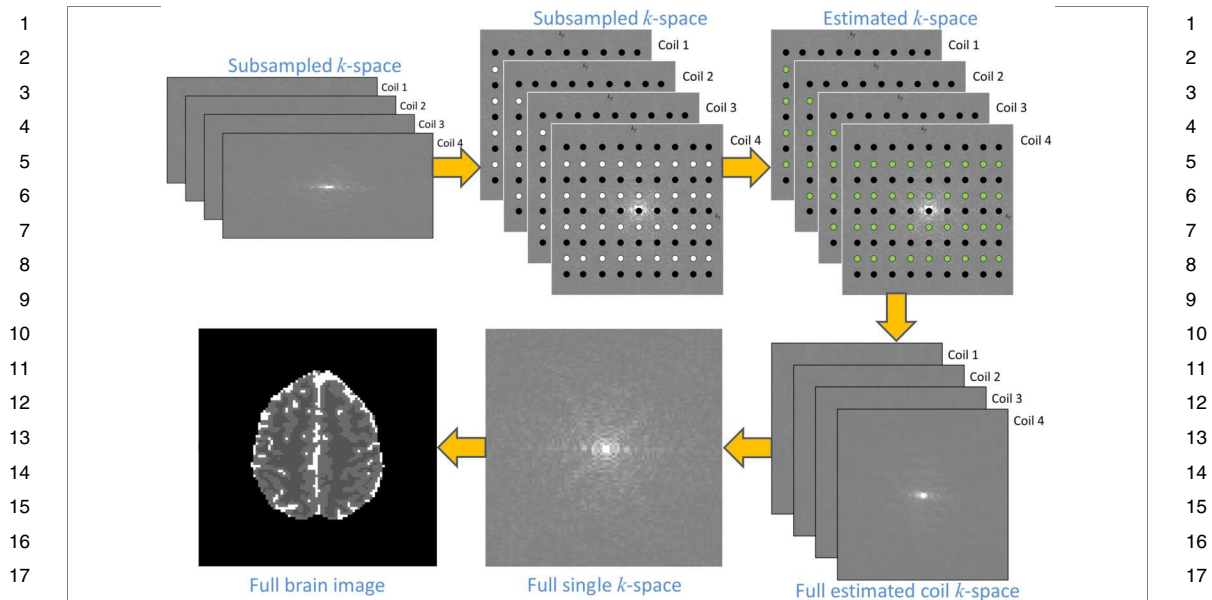 1
2
3
4
5
6
7
8
9
10
11
12
13
14
15
16
17
Subsampled k-space
Coil 1
Coil 2
Coil 3
Coil 4
Subsampled k-space
Coil 1
Coil 2
Coil 3
Coil 4
Estimated k-space
Coil 1
Coil 2
Coil 3
Coil 4
Coil 1
Coil 2
Coil 3
Coil 4
Full brain image
Full single k-space
Full estimated coil k-space
1
2
3
4
5
6
7
8
9
10
11
12
13
14
15
16
17